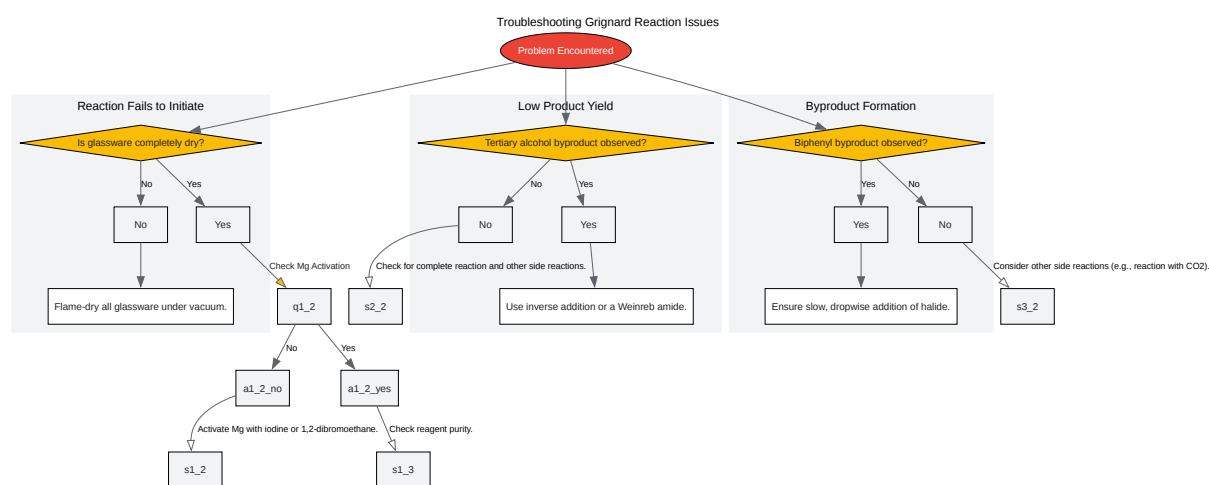 Troubleshooting Grignard Reaction Issues
Problem Encountered
Reaction Fails to Initiate
Low Product Yield
Byproduct Formation
Is glassware completely dry?
Tertiary alcohol byproduct observed?
Biphenyl byproduct observed?
No
Yes
No
Yes
Yes
No
No
Yes
No
Yes
Yes
No
Check Mg Activation
Check for complete reaction and other side reactions.
Consider other side reactions (e.g., reaction with CO2).
Flame-dry all glassware under vacuum.
q1_2
s2_2
Use inverse addition or a Weinreb amide.
Ensure slow, dropwise addition of halide.
s3_2
No
Yes
a1_2_no
a1_2_yes
Activate Mg with iodine or 1,2-dibromoethane.
Check reagent purity.
s1_2
s1_3